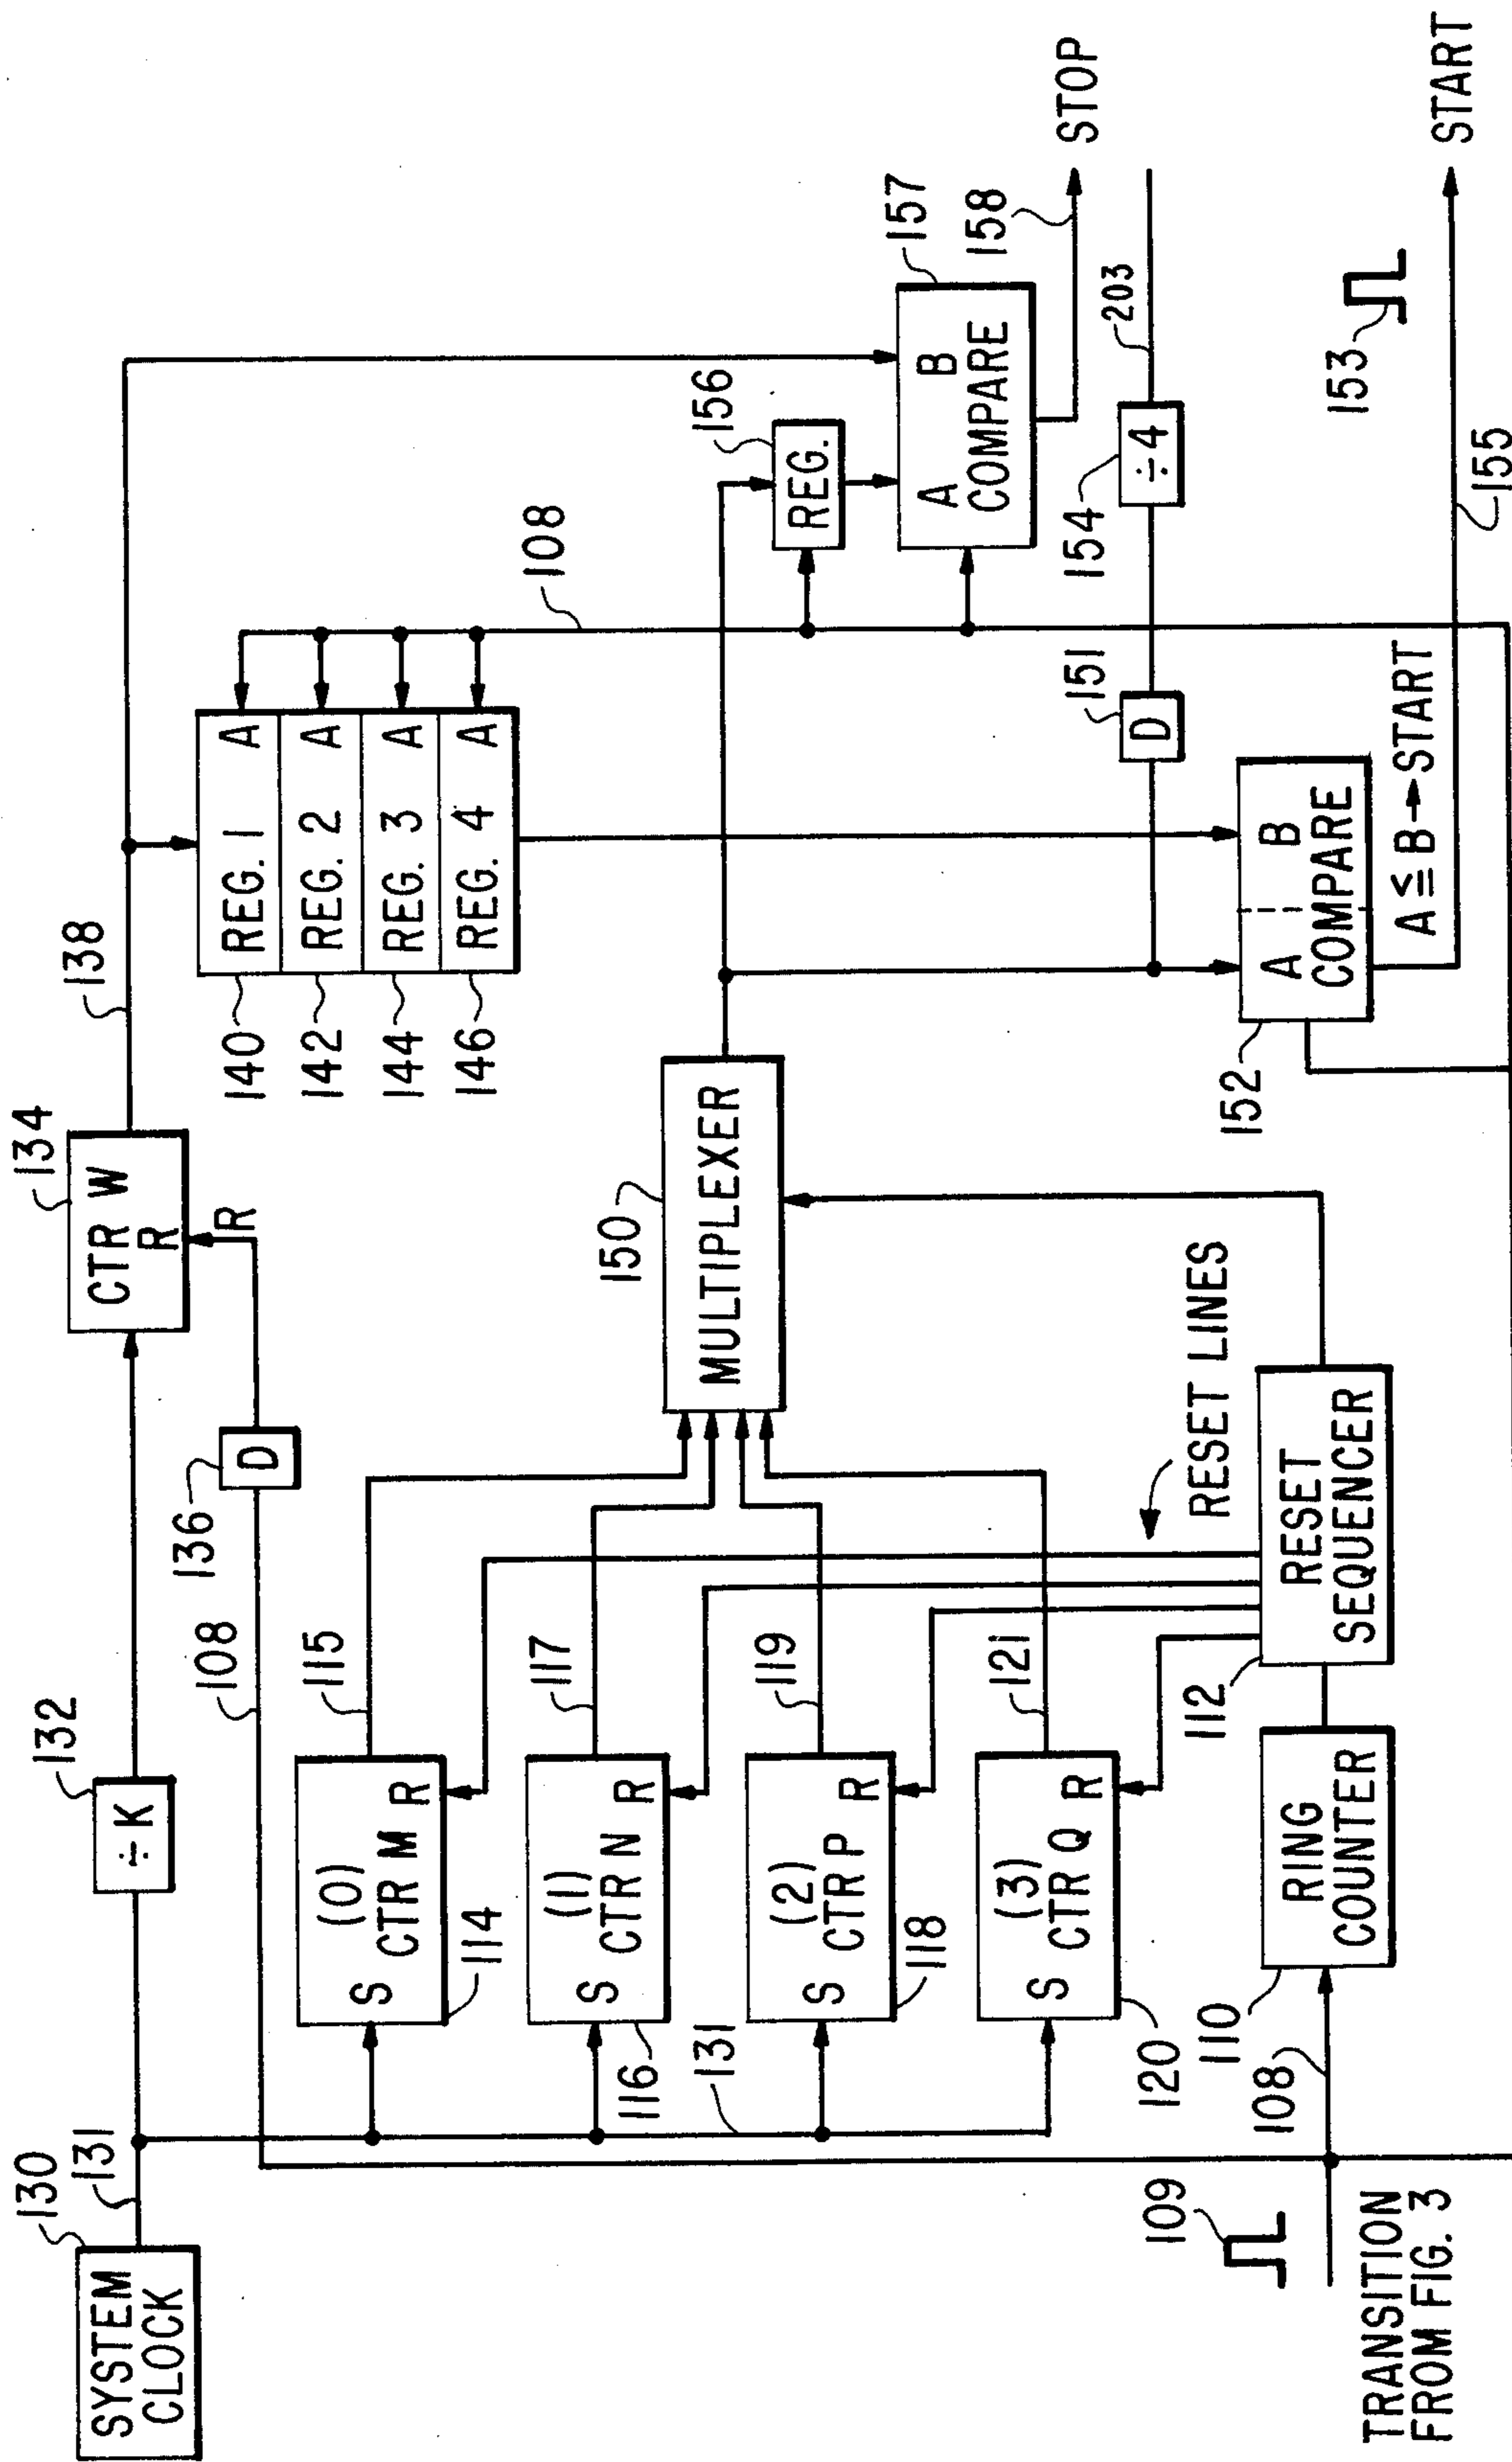 130
SYSTEM
CLOCK
131
132
÷K
134
CTR W
R
R
138
108
136
D
115
(0)
S CTR M R
114
117
(1)
S CTR N R
116
119
(2)
S CTR P R
118
121
(3)
S CTR Q R
120
131
140
REG. 1 A
142
REG. 2 A
144
REG. 3 A
146
REG. 4 A
108
150
MULTIPLEXER
156
REG.
157
A B
COMPARE
158
STOP
151
D
154
÷4
203
RESET LINES
109
TRANSITION
FROM FIG. 3
108
110
RING
COUNTER
112
RESET
SEQUENCER
152
A B
COMPARE
A ≦ B → START
153
155
START